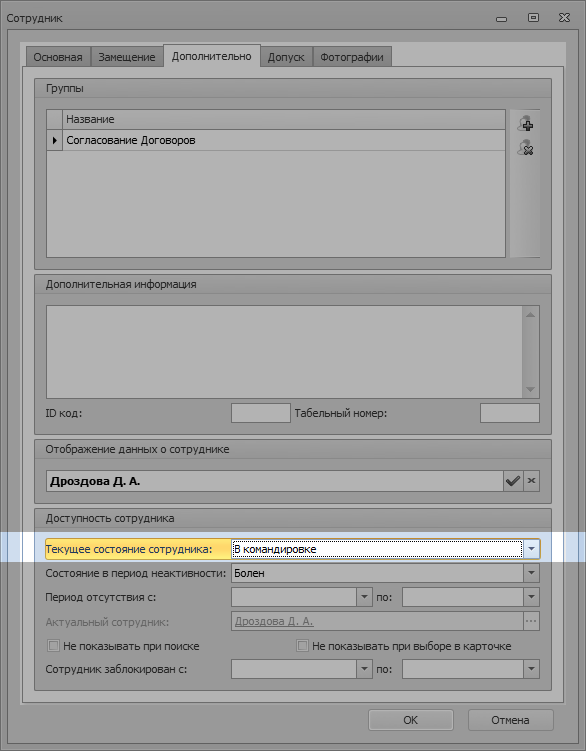 Сотрудник
Основная Замещение Дополнительно Допуск Фотографии
Группы
Название
Согласование Договоров
Дополнительная информация
ID код: Табельный номер:
Отображение данных о сотруднике
Дроздова Д. А.
Доступность сотрудника
Текущее состояние сотрудника: В командировке
Состояние в период неактивности: Болен
Период отсутствия с: по:
Актуальный сотрудник: Дроздова Д. А.
Не показывать при поиске Не показывать при выборе в карточке
Сотрудник заблокирован с: по:
OK Отмена